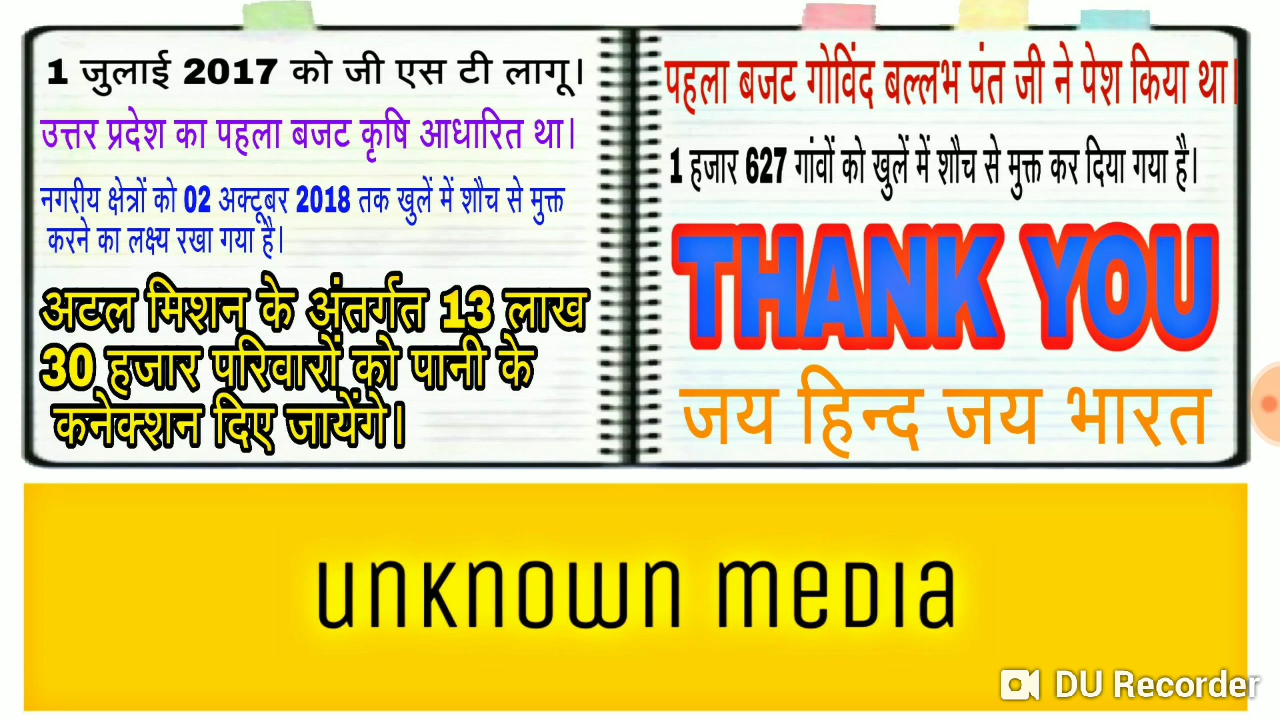 1 जुलाई 2017 को जी एस टी लागू।
उत्तर प्रदेश का पहला बजट कृषि आधारित था।
नगरीय क्षेत्रों को 02 अक्टूबर 2018 तक खुलें में शौच से मुक्त
करने का लक्ष्य रखा गया है।
अटल मिशन के अंतर्गत 13 लाख
30 हजार परिवारों को पानी के
कनेक्शन दिए जायेंगे।
पहला बजट गोविंद बल्लभ पंत जी ने पेश किया था।
1 हजार 627 गांवों को खुलें में शौच से मुक्त कर दिया गया है।
THANK YOU
जय हिन्द जय भारत
unknown media
DU Recorder